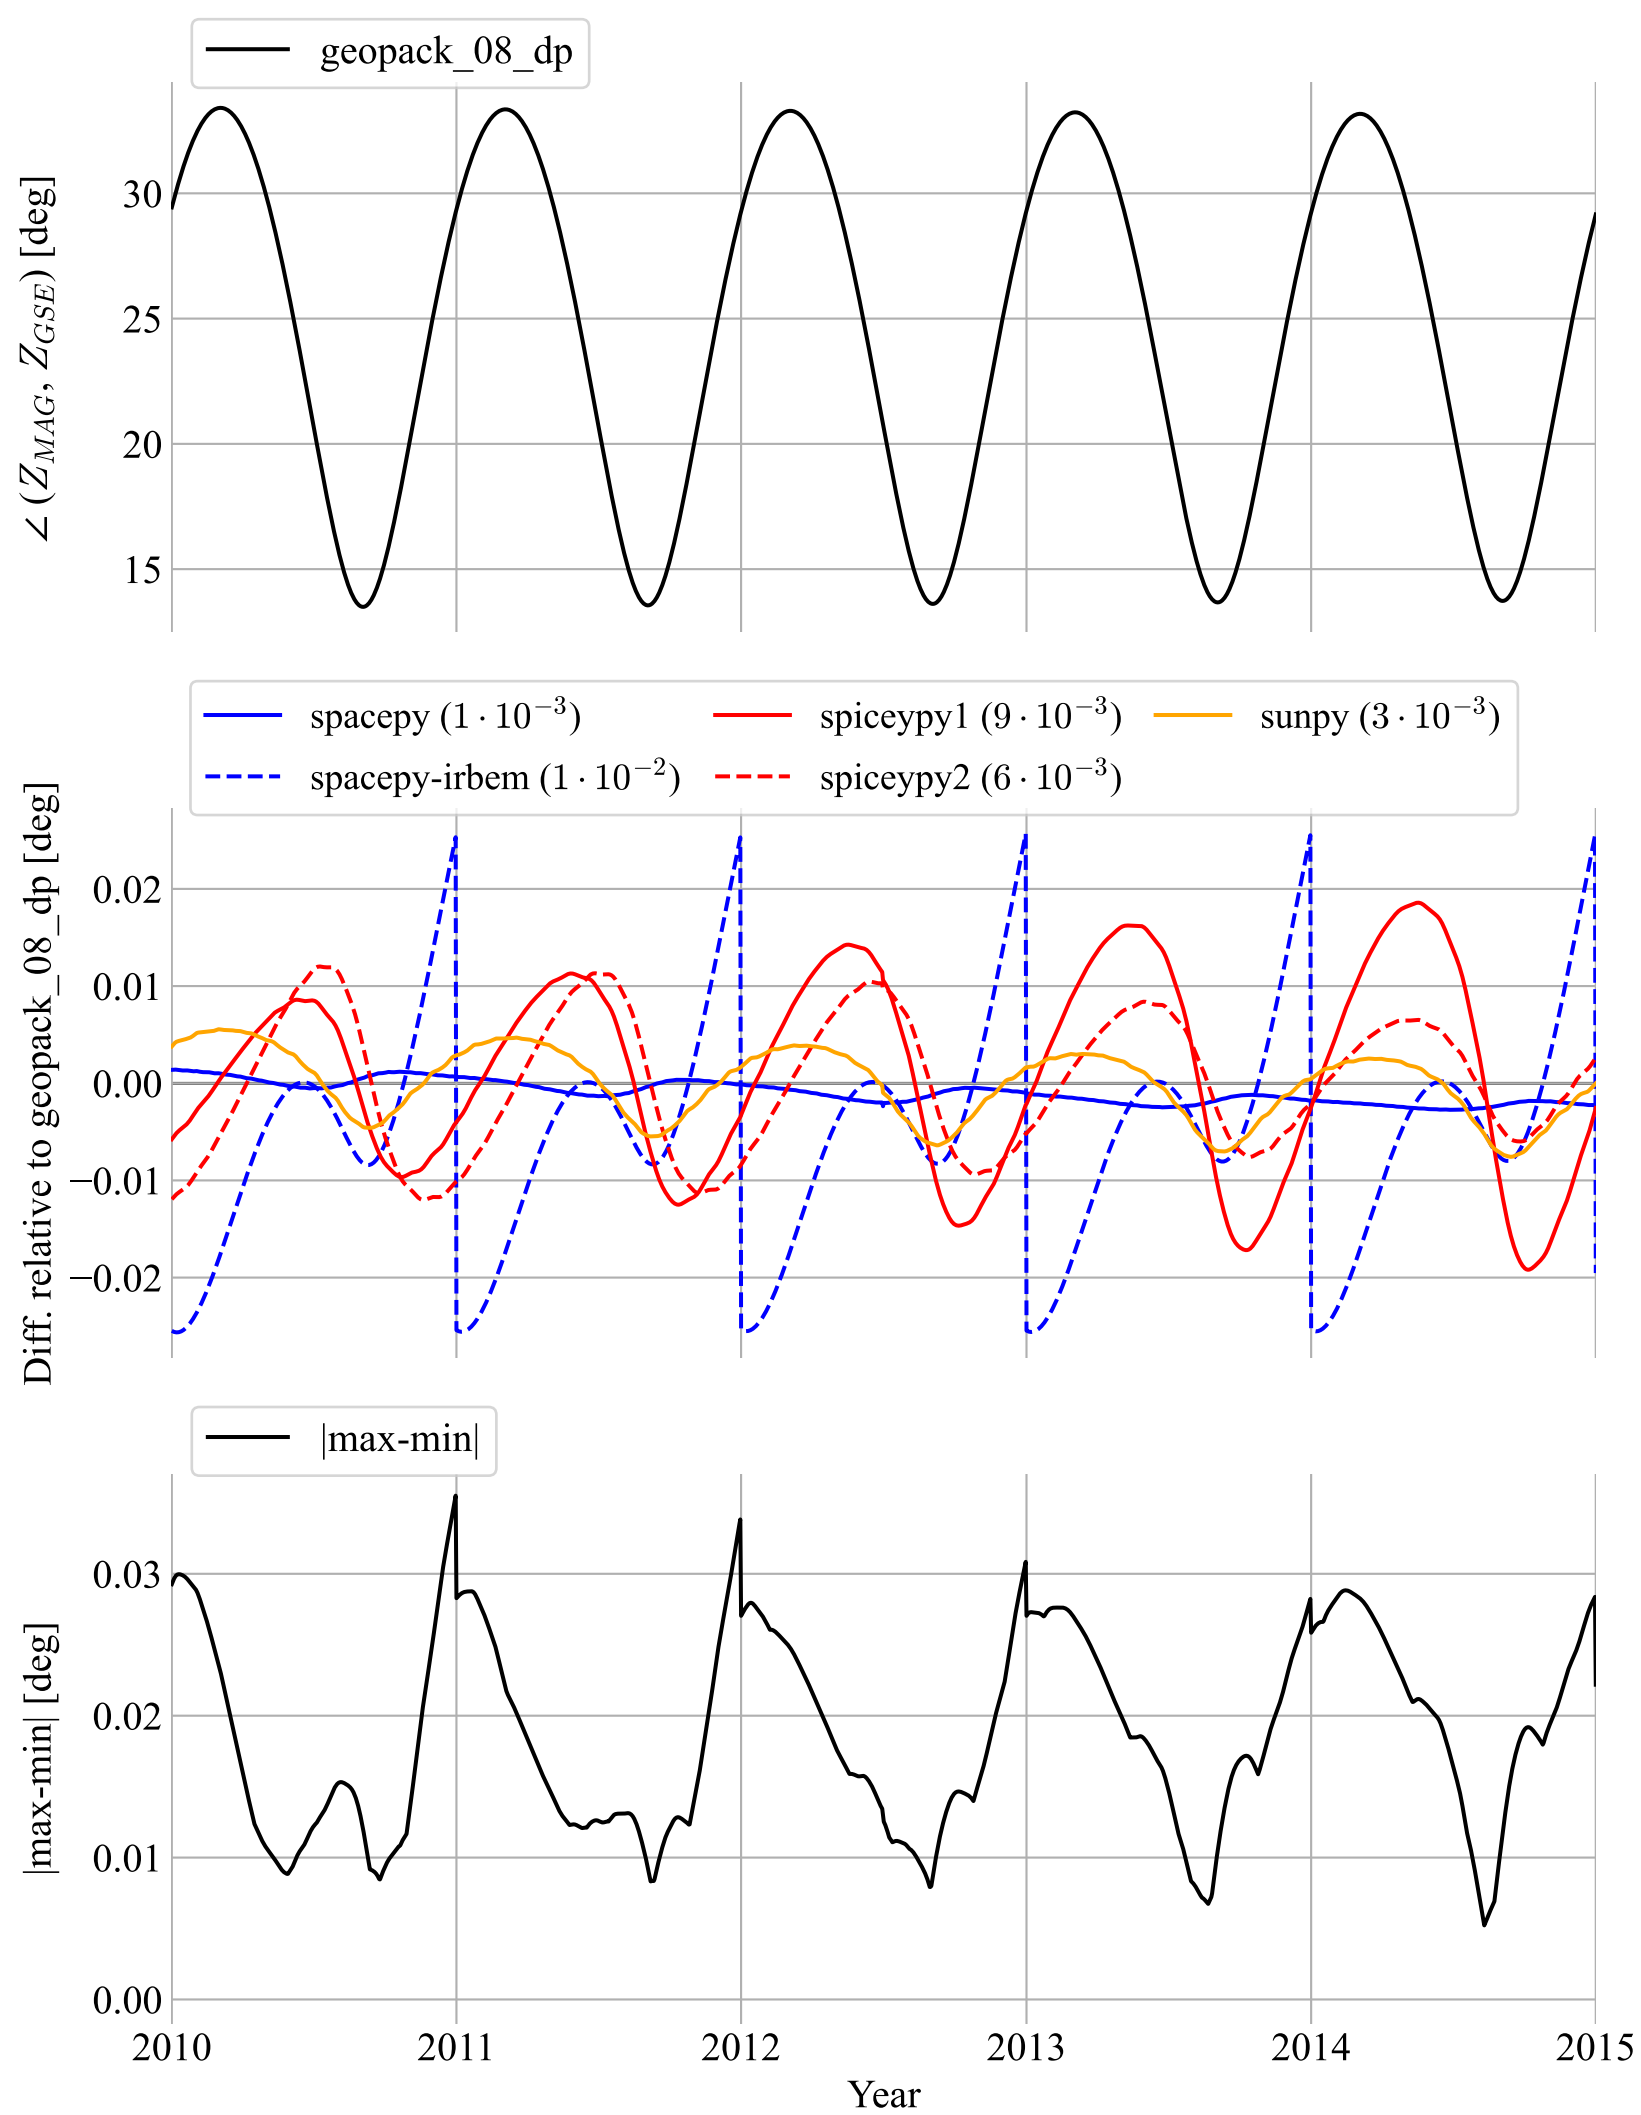 geopack_08_dp
∠ (Z_MAG, Z_GSE) [deg]
30
25
20
15
spacepy (1 · 10⁻³)
spiceypy1 (9 · 10⁻³)
sunpy (3 · 10⁻³)
spacepy-irbem (1 · 10⁻²)
spiceypy2 (6 · 10⁻³)
Diff. relative to geopack_08_dp [deg]
0.02
0.01
0.00
−0.01
−0.02
|max-min|
|max-min| [deg]
0.03
0.02
0.01
0.00
2010 2011 2012 2013 2014 2015
Year